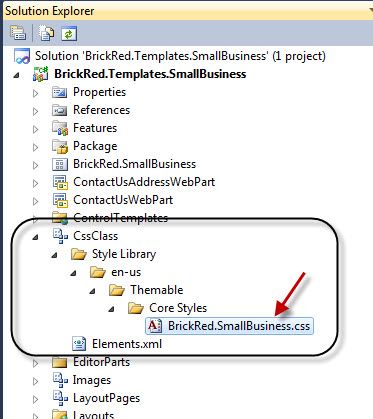 Solution Explorer
Solution 'BrickRed.Templates.SmallBusiness' (1 project)
BrickRed.Templates.SmallBusiness
Properties
References
Features
Package
BrickRed.SmallBusiness
ContactUsAddressWebPart
ContactUsWebPart
ControlTemplates
CssClass
Style Library
en-us
Themable
Core Styles
BrickRed.SmallBusiness.css
Elements.xml
EditorParts
Images
LayoutPages
Layouts